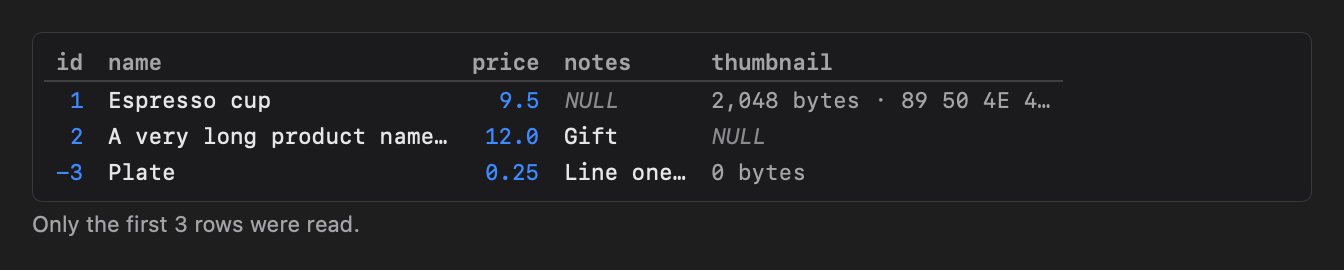 id name price notes thumbnail
1 Espresso cup 9.5 NULL 2,048 bytes · 89 50 4E 4…
2 A very long product name… 12.0 Gift NULL
−3 Plate 0.25 Line one… 0 bytes
Only the first 3 rows were read.